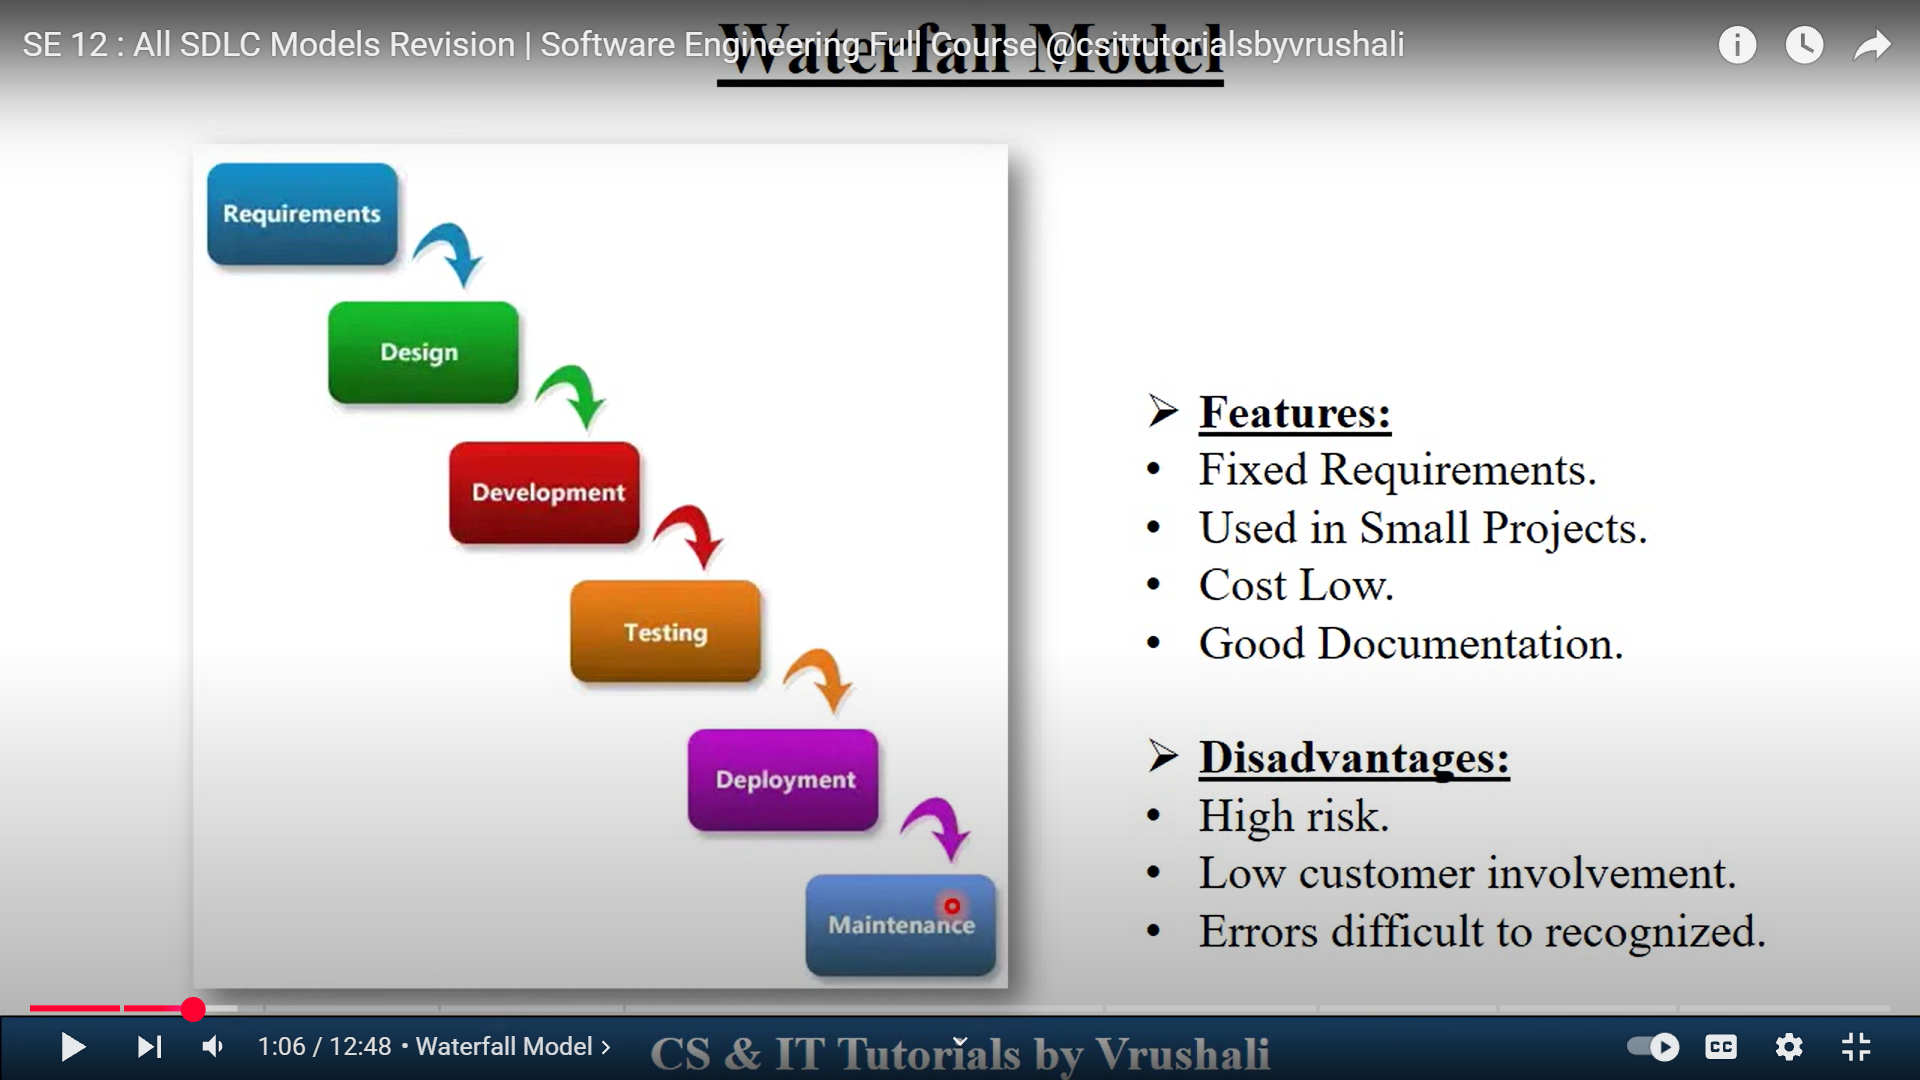 SE 12 : All SDLC Models Revision | Software Engineering Full Course @csittutorialsbyvrushali
Waterfall Model
Requirements
Design
Development
Testing
Deployment
Maintenance
➢ Features:
• Fixed Requirements.
• Used in Small Projects.
• Cost Low.
• Good Documentation.
➢ Disadvantages:
• High risk.
• Low customer involvement.
• Errors difficult to recognized.
1:06 / 12:48 • Waterfall Model >
CS & IT Tutorials by Vrushali
CC